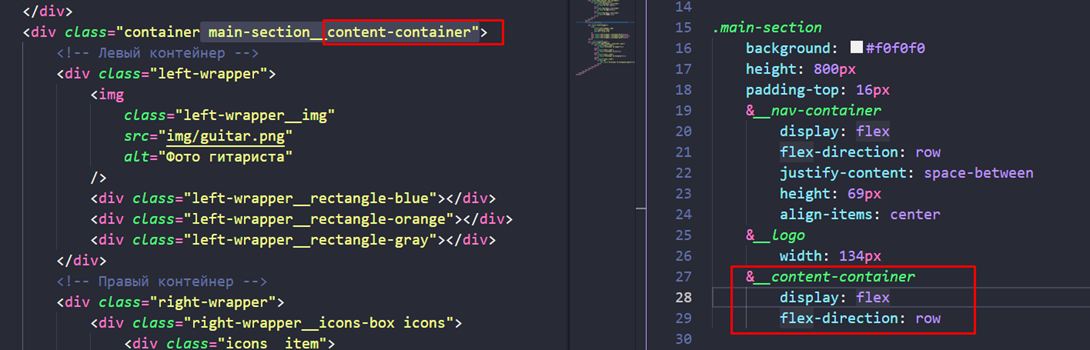 </div>
<div class="container main-section__content-container">
<!-- Левый контейнер -->
<div class="left-wrapper">
<img
class="left-wrapper__img"
src="img/guitar.png"
alt="Фото гитариста"
/>
<div class="left-wrapper__rectangle-blue"></div>
<div class="left-wrapper__rectangle-orange"></div>
<div class="left-wrapper__rectangle-gray"></div>
</div>
<!-- Правый контейнер -->
<div class="right-wrapper">
<div class="right-wrapper__icons-box icons">
<div class="icons__item">
14
15 .main-section
16 background: #f0f0f0
17 height: 800px
18 padding-top: 16px
19 &__nav-container
20 display: flex
21 flex-direction: row
22 justify-content: space-between
23 height: 69px
24 align-items: center
25 &__logo
26 width: 134px
27 &__content-container
28 display: flex
29 flex-direction: row
30